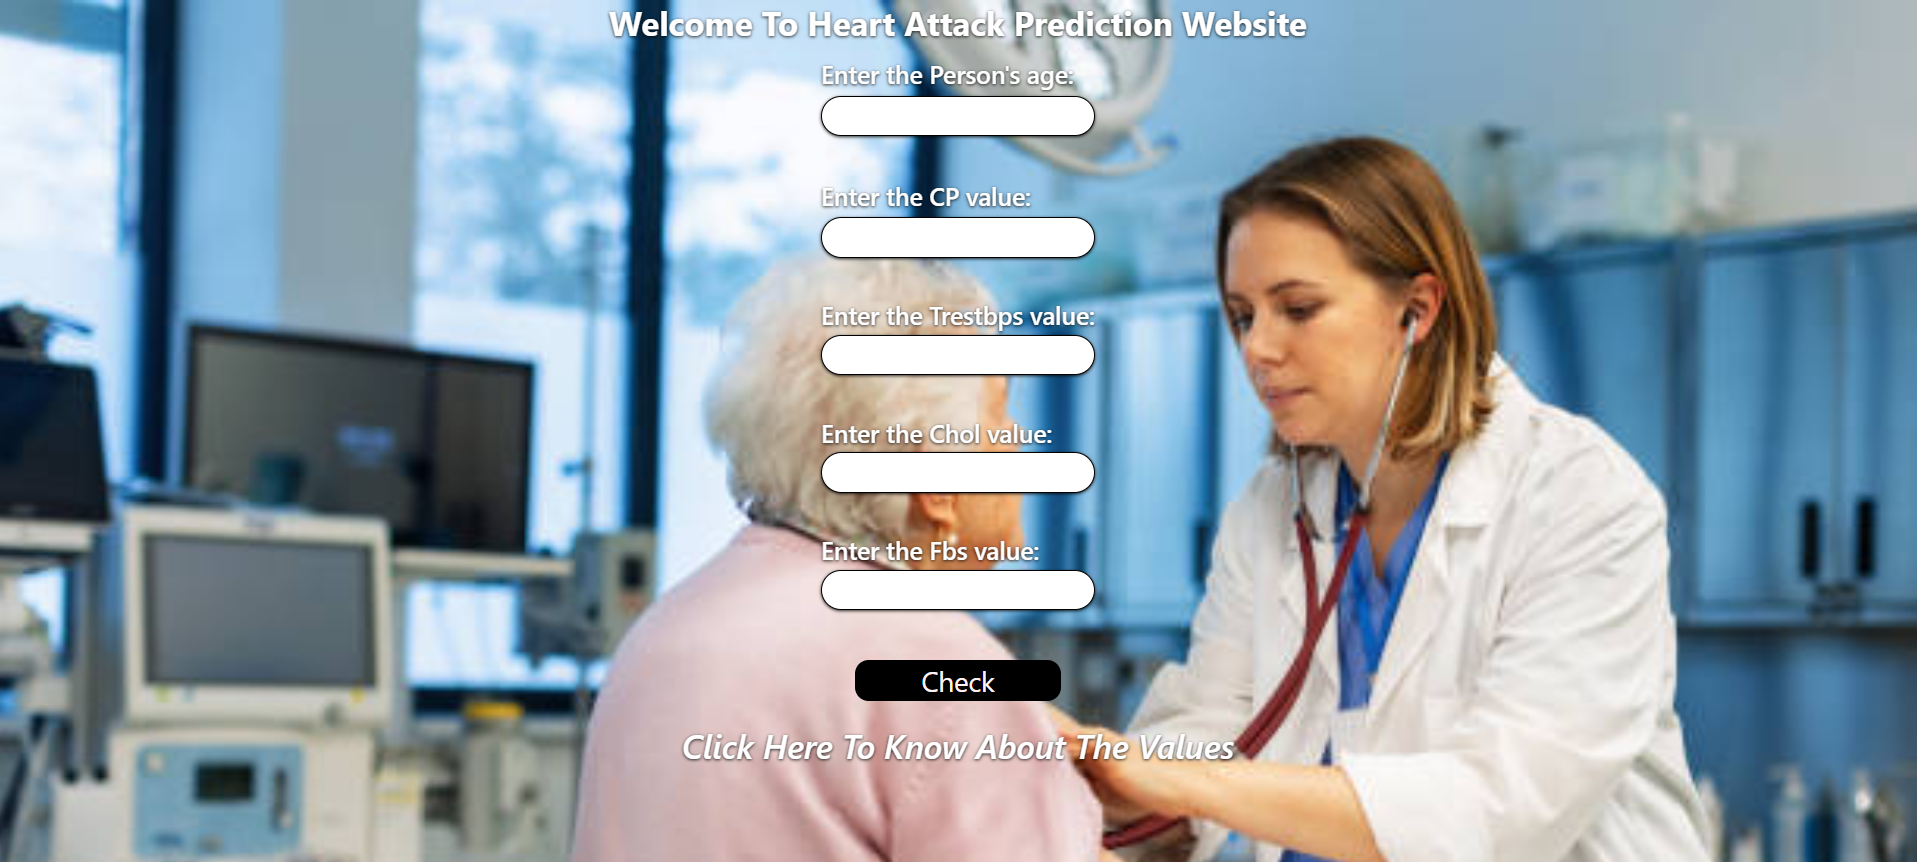 Welcome To Heart Attack Prediction Website
Enter the Person's age:
Enter the CP value:
Enter the Trestbps value:
Enter the Chol value:
Enter the Fbs value:
Check
Click Here To Know About The Values